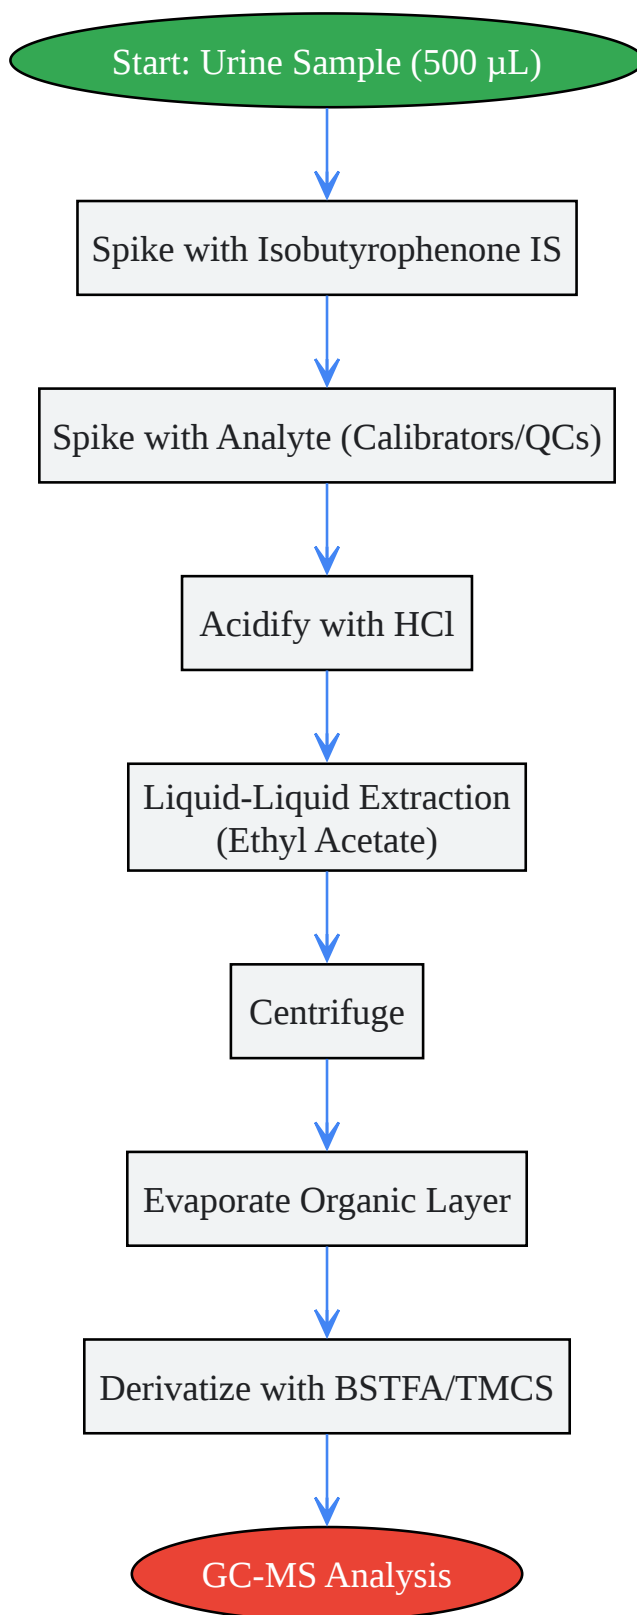 Start: Urine Sample (500 µL)
Spike with Isobutyrophenone IS
Spike with Analyte (Calibrators/QCs)
Acidify with HCl
Liquid-Liquid Extraction
(Ethyl Acetate)
Centrifuge
Evaporate Organic Layer
Derivatize with BSTFA/TMCS
GC-MS Analysis